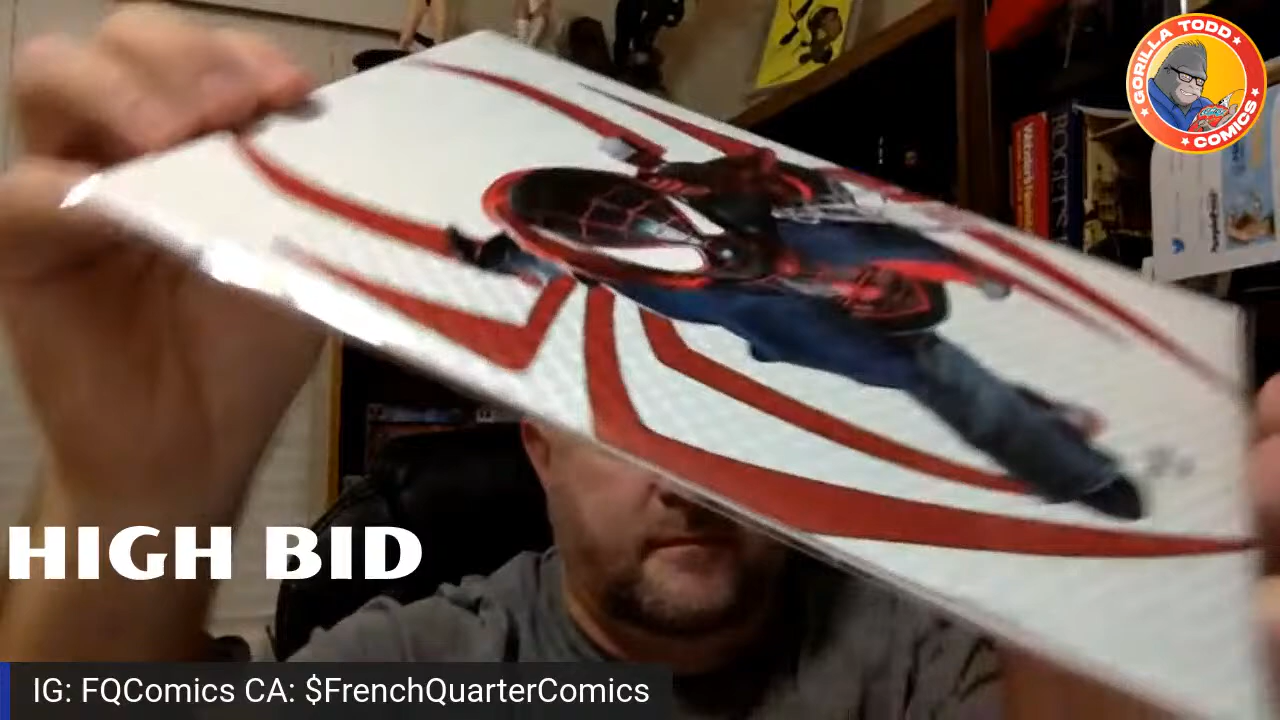 GORILLA TODD
COMICS
HIGH BID
IG: FQComics CA: $FrenchQuarterComics